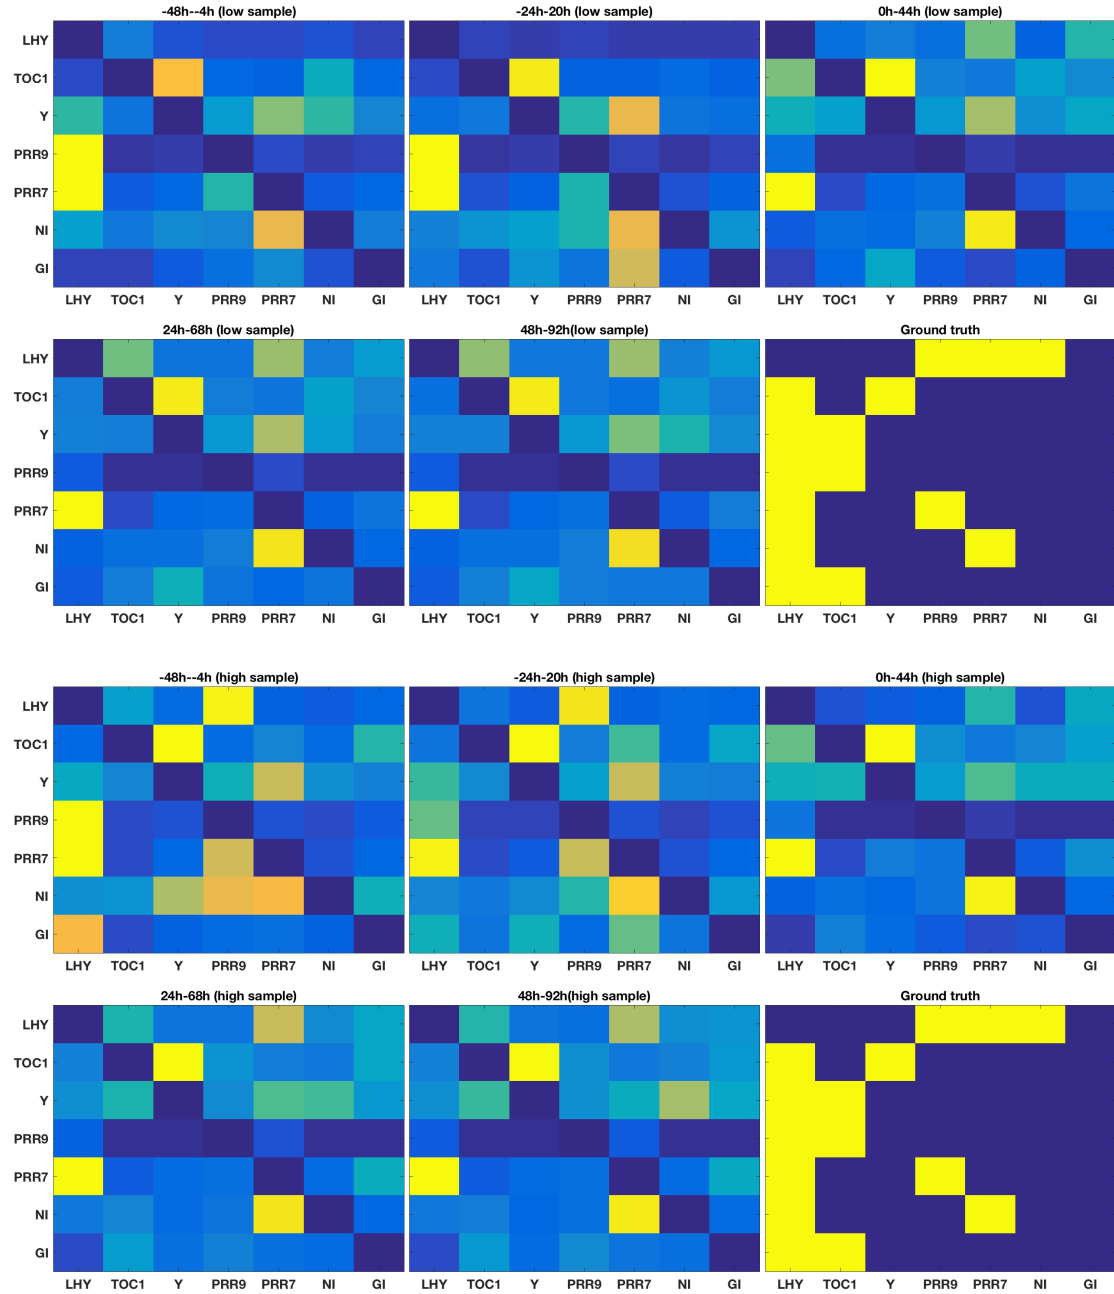 -48h--4h (low sample) -24h-20h (low sample) 0h-44h (low sample)
LHY
TOC1
Y
PRR9
PRR7
NI
GI
LHY TOC1 Y PRR9 PRR7 NI GI LHY TOC1 Y PRR9 PRR7 NI GI LHY TOC1 Y PRR9 PRR7 NI GI
24h-68h (low sample) 48h-92h(low sample) Ground truth
LHY
TOC1
Y
PRR9
PRR7
NI
GI
LHY TOC1 Y PRR9 PRR7 NI GI LHY TOC1 Y PRR9 PRR7 NI GI LHY TOC1 Y PRR9 PRR7 NI GI
-48h--4h (high sample) -24h-20h (high sample) 0h-44h (high sample)
LHY
TOC1
Y
PRR9
PRR7
NI
GI
LHY TOC1 Y PRR9 PRR7 NI GI LHY TOC1 Y PRR9 PRR7 NI GI LHY TOC1 Y PRR9 PRR7 NI GI
24h-68h (high sample) 48h-92h(high sample) Ground truth
LHY
TOC1
Y
PRR9
PRR7
NI
GI
LHY TOC1 Y PRR9 PRR7 NI GI LHY TOC1 Y PRR9 PRR7 NI GI LHY TOC1 Y PRR9 PRR7 NI GI